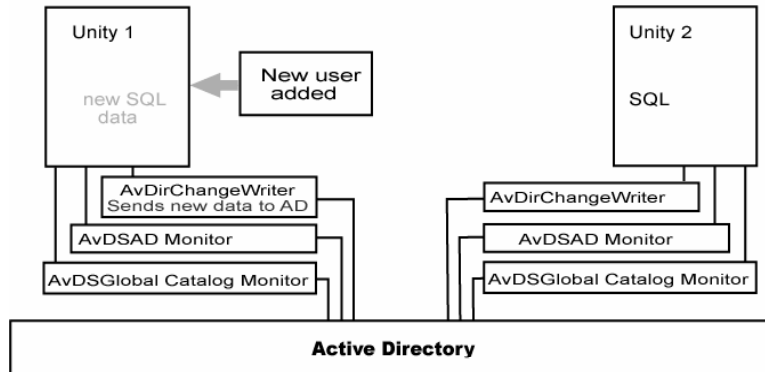 Unity 1
new SQL
data
New user
added
Unity 2
SQL
AvDirChangeWriter
Sends new data to AD
AvDSAD Monitor
AvDSGlobal Catalog Monitor
AvDirChangeWriter
AvDSAD Monitor
AvDSGlobal Catalog Monitor
Active Directory